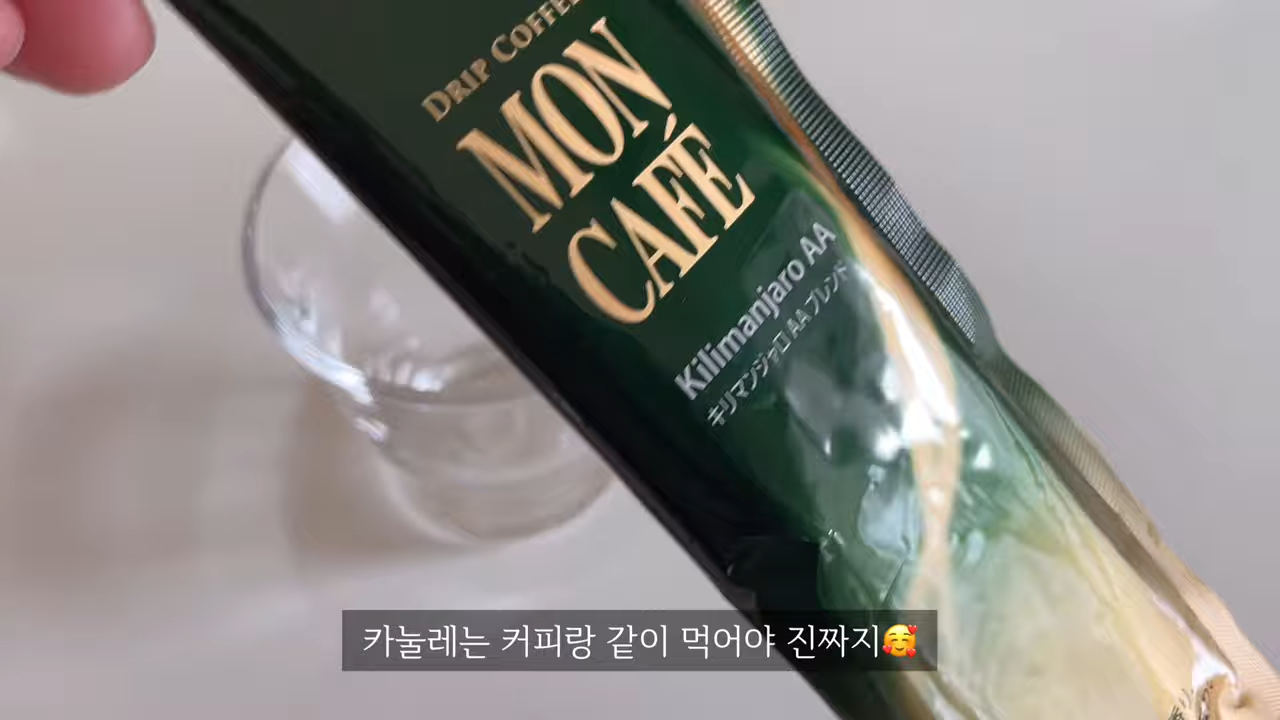 DRIP COFFEE
MON
CAFÉ
Kilimanjaro AA
キリマンジャロ AA ブレンド
카눌레는 커피랑 같이 먹어야 진짜지🥰